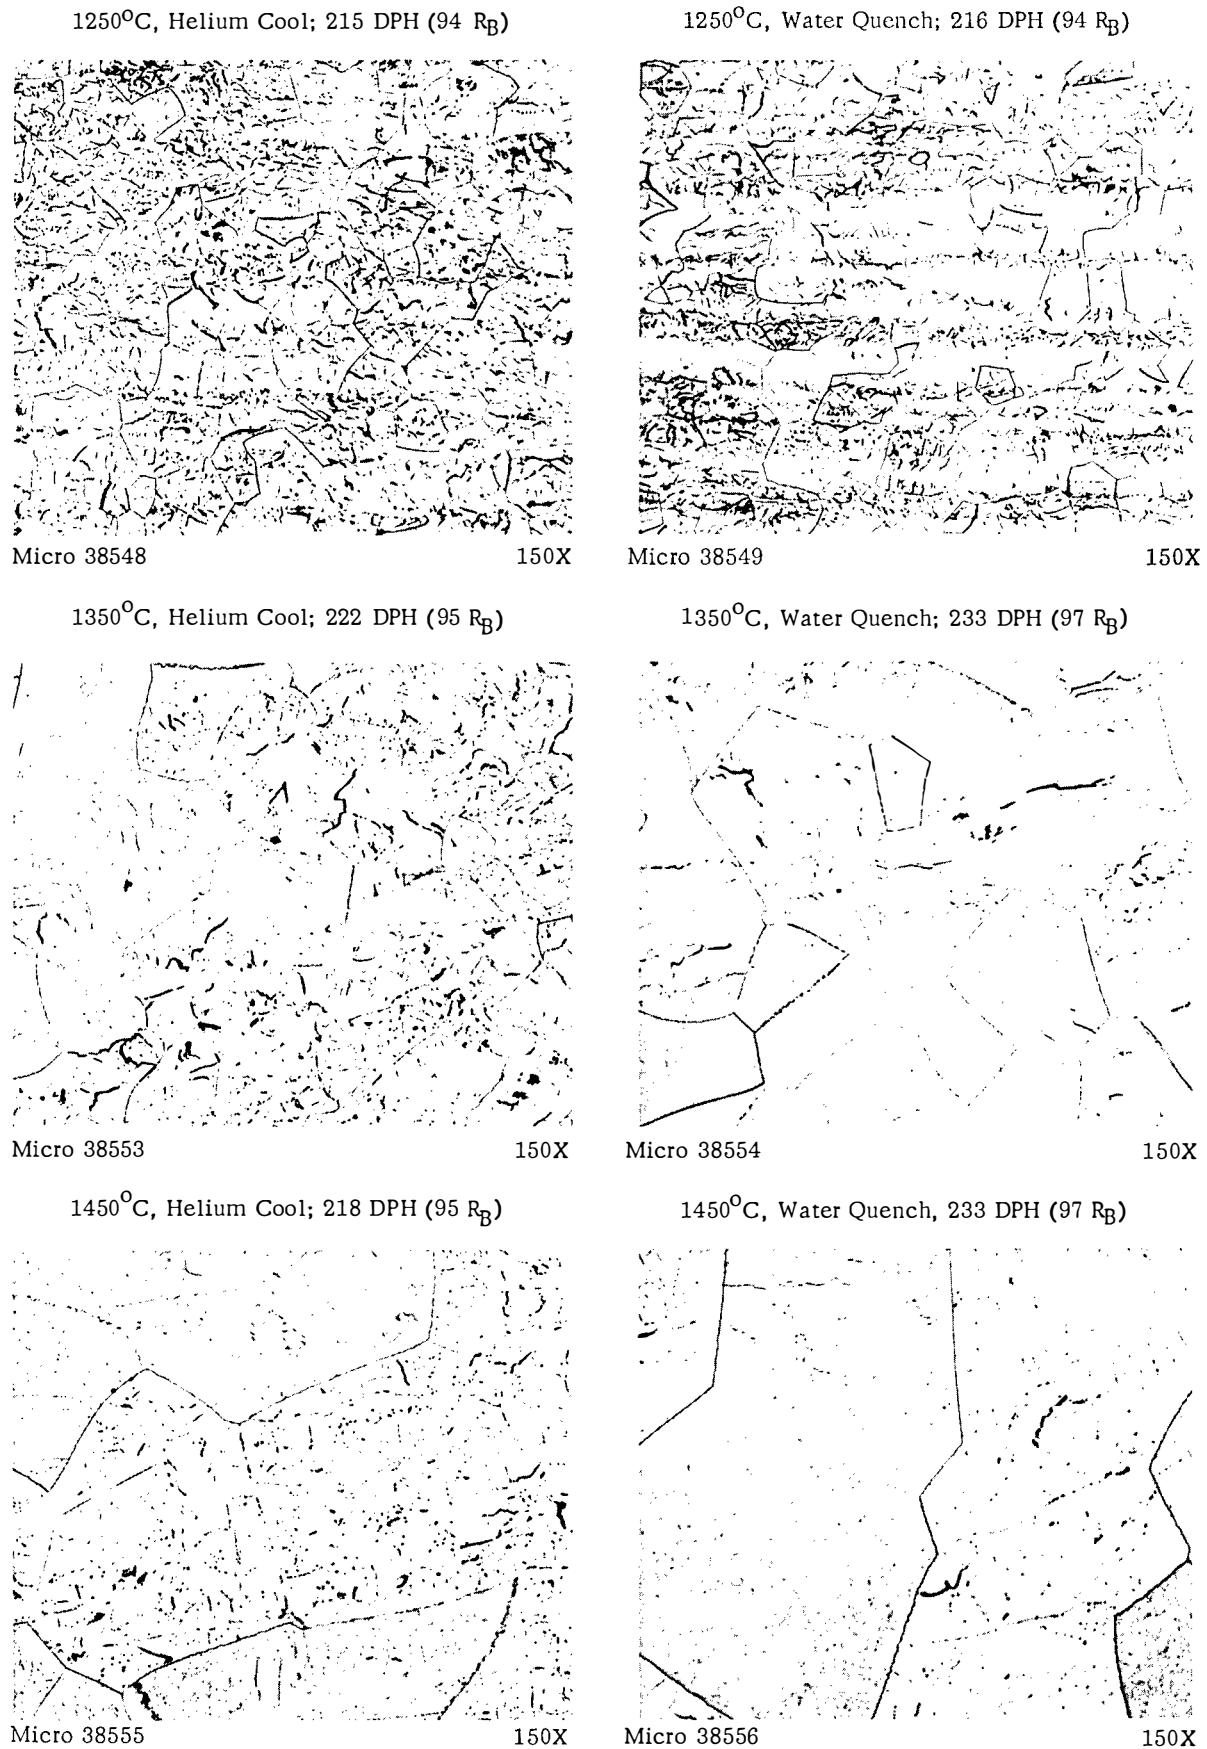 1250°C, Helium Cool; 215 DPH (94 RB)
1250°C, Water Quench; 216 DPH (94 RB)
Micro 38548 150X
Micro 38549 150X
1350°C, Helium Cool; 222 DPH (95 RB)
1350°C, Water Quench; 233 DPH (97 RB)
Micro 38553 150X
Micro 38554 150X
1450°C, Helium Cool; 218 DPH (95 RB)
1450°C, Water Quench, 233 DPH (97 RB)
Micro 38555 150X
Micro 38556 150X